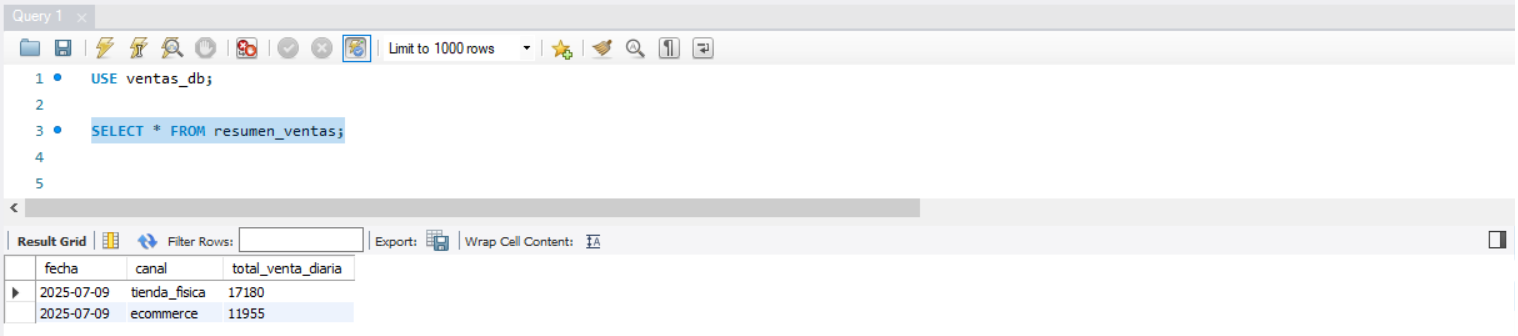 Query 1
Limit to 1000 rows
1 USE ventas_db;
2
3 SELECT * FROM resumen_ventas;
4
5
Result Grid Filter Rows: Export: Wrap Cell Content:
fecha canal total_venta_diaria
2025-07-09 tienda_fisica 17180
2025-07-09 ecommerce 11955